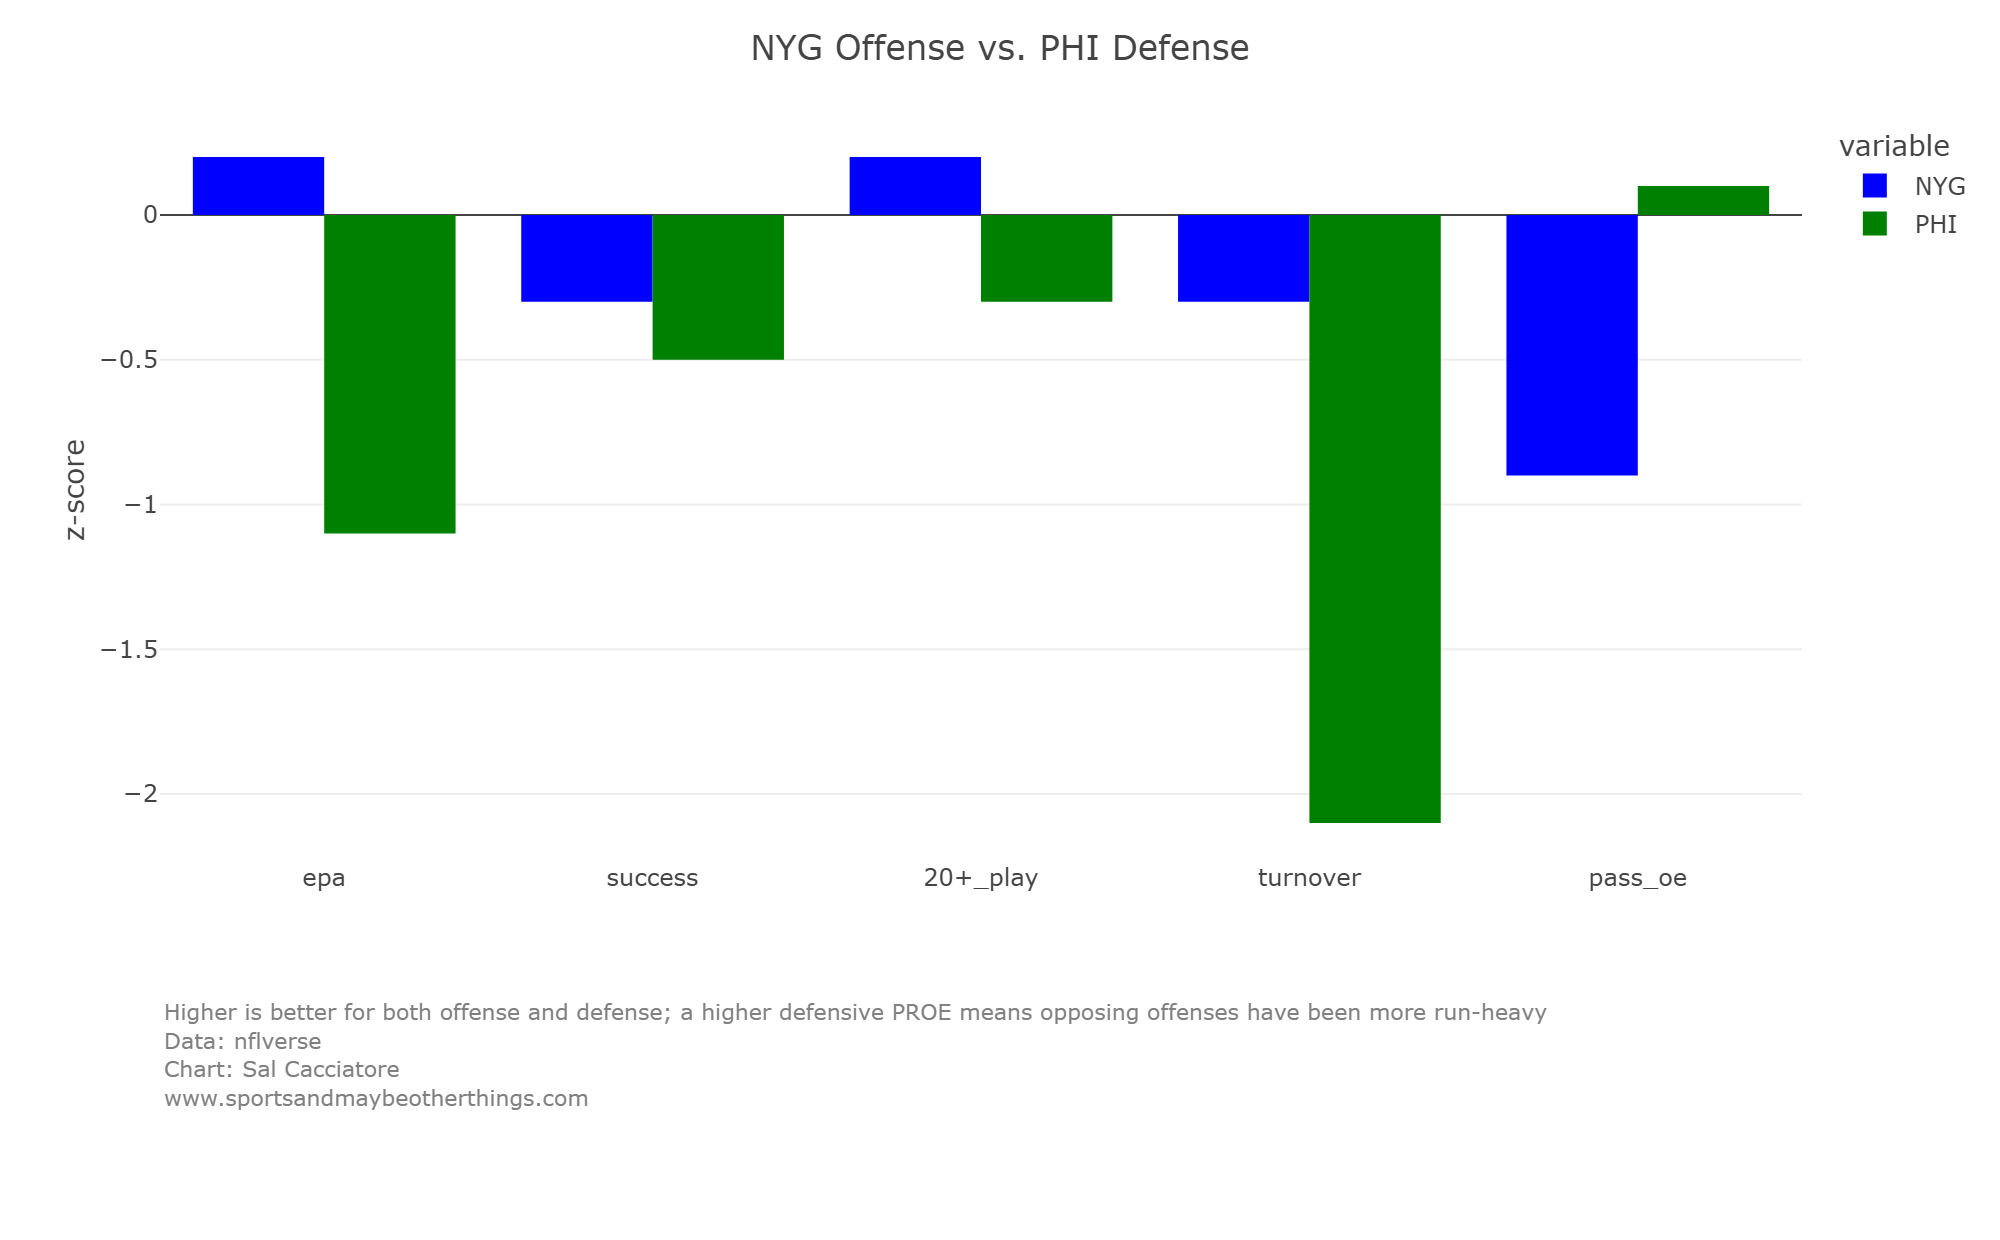 NYG Offense vs. PHI Defense
variable
NYG
PHI
0
−0.5
−1
−1.5
−2
z-score
epa
success
20+_play
turnover
pass_oe
Higher is better for both offense and defense; a higher defensive PROE means opposing offenses have been more run-heavy
Data: nflverse
Chart: Sal Cacciatore
www.sportsandmaybeotherthings.com